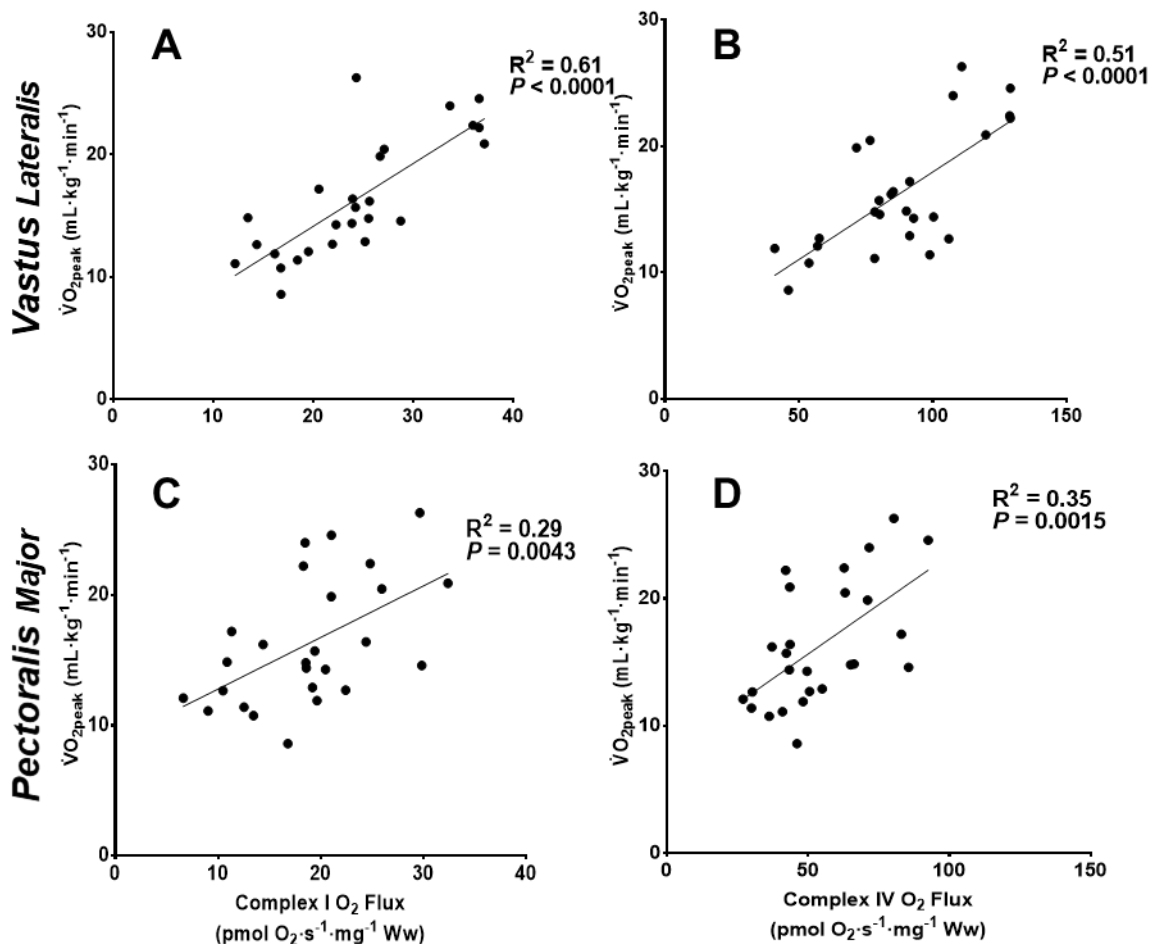 Vastus Lateralis
A
R² = 0.61
P < 0.0001
V̇O₂peak (mL·kg⁻¹·min⁻¹)
30
20
10
0
0 10 20 30 40
B
R² = 0.51
P < 0.0001
V̇O₂peak (mL·kg⁻¹·min⁻¹)
30
20
10
0
0 50 100 150
Pectoralis Major
C
R² = 0.29
P = 0.0043
V̇O₂peak (mL·kg⁻¹·min⁻¹)
30
20
10
0
0 10 20 30 40
Complex I O₂ Flux
(pmol O₂·s⁻¹·mg⁻¹ Ww)
D
R² = 0.35
P = 0.0015
V̇O₂peak (mL·kg⁻¹·min⁻¹)
30
20
10
0
0 50 100 150
Complex IV O₂ Flux
(pmol O₂·s⁻¹·mg⁻¹ Ww)